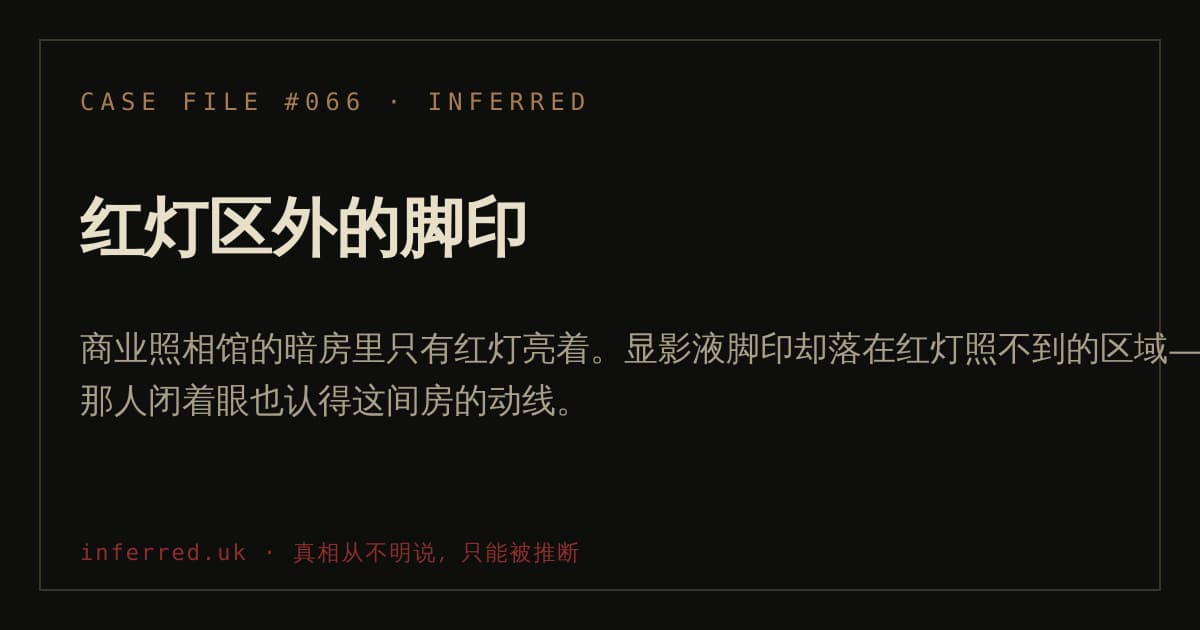 CASE FILE #066 · INFERRED
红灯区外的脚印
商业照相馆的暗房里只有红灯亮着。显影液脚印却落在红灯照不到的区域—
那人闭着眼也认得这间房的动线。
inferred.uk · 真相从不明说，只能被推断